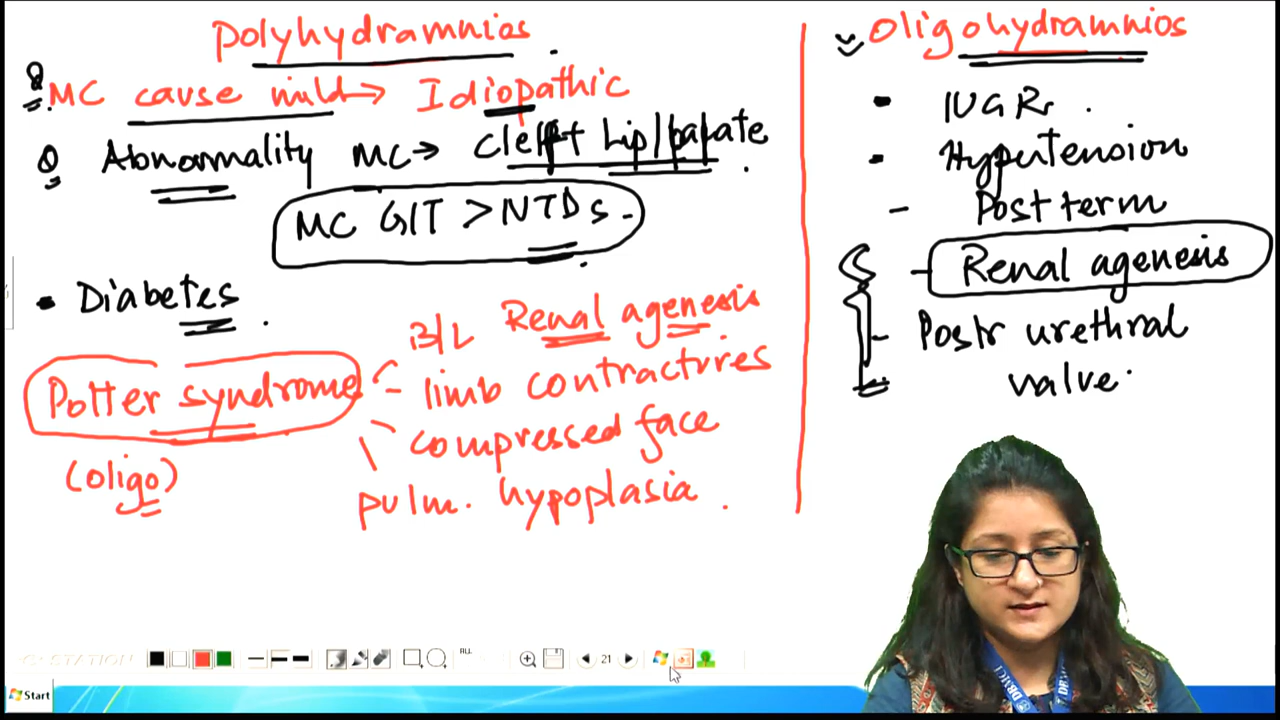 Polyhydramnios
Q MC cause mild → Idiopathic
Q Abnormality MC → Cleft Lip/palate
MC GIT > NTDs.
Diabetes
Potter syndrome
(oligo)
B/L Renal agenesis
limb contractures
compressed face
pulm. hypoplasia
Oligohydramnios
IUGR
Hypertension
Post term
Renal agenesis
Postr urethral
valve
21
Start